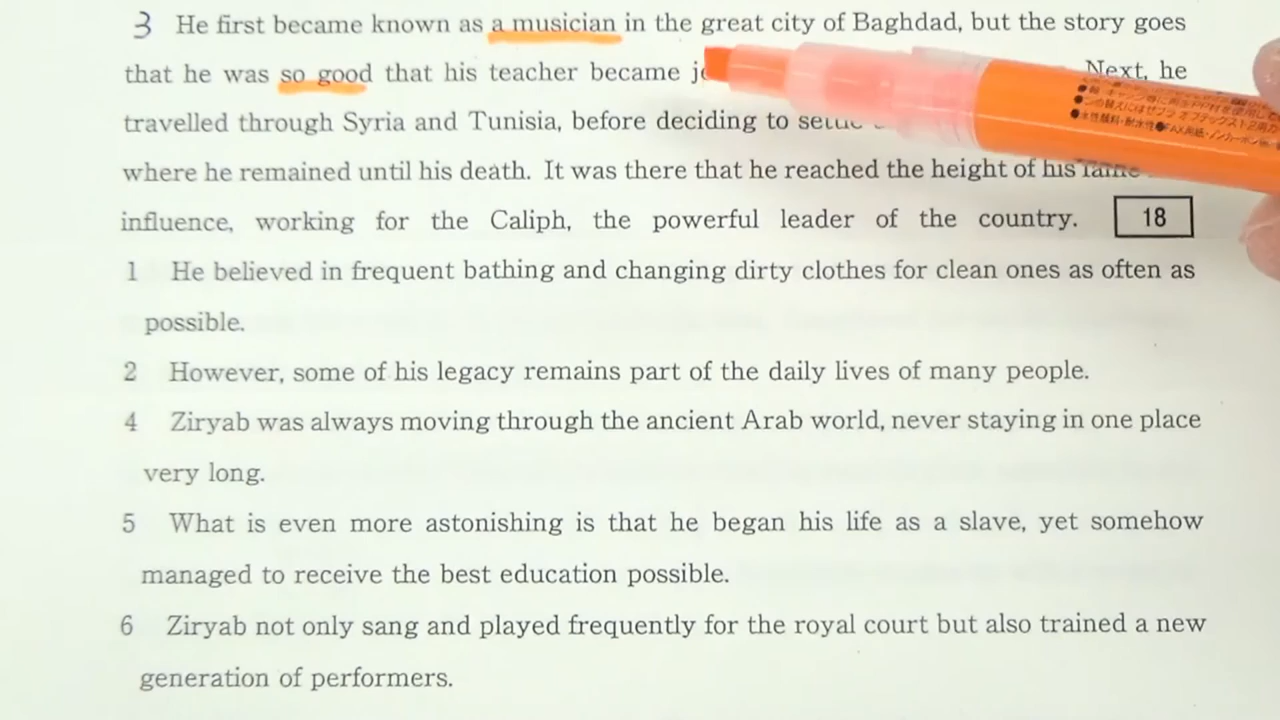 3 He first became known as a musician in the great city of Baghdad, but the story goes
that he was so good that his teacher became Next, he
travelled through Syria and Tunisia, before deciding to settle
where he remained until his death. It was there that he reached the height of his fame
influence, working for the Caliph, the powerful leader of the country. 18
1 He believed in frequent bathing and changing dirty clothes for clean ones as often as
possible.
2 However, some of his legacy remains part of the daily lives of many people.
4 Ziryab was always moving through the ancient Arab world, never staying in one place
very long.
5 What is even more astonishing is that he began his life as a slave, yet somehow
managed to receive the best education possible.
6 Ziryab not only sang and played frequently for the royal court but also trained a new
generation of performers.